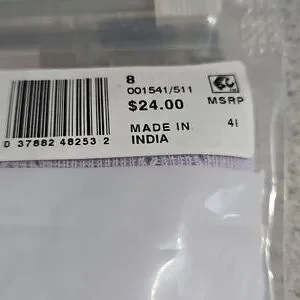 8
001541/511
$24.00
MSRP
MADE IN
INDIA
41
0 37882 48253 2